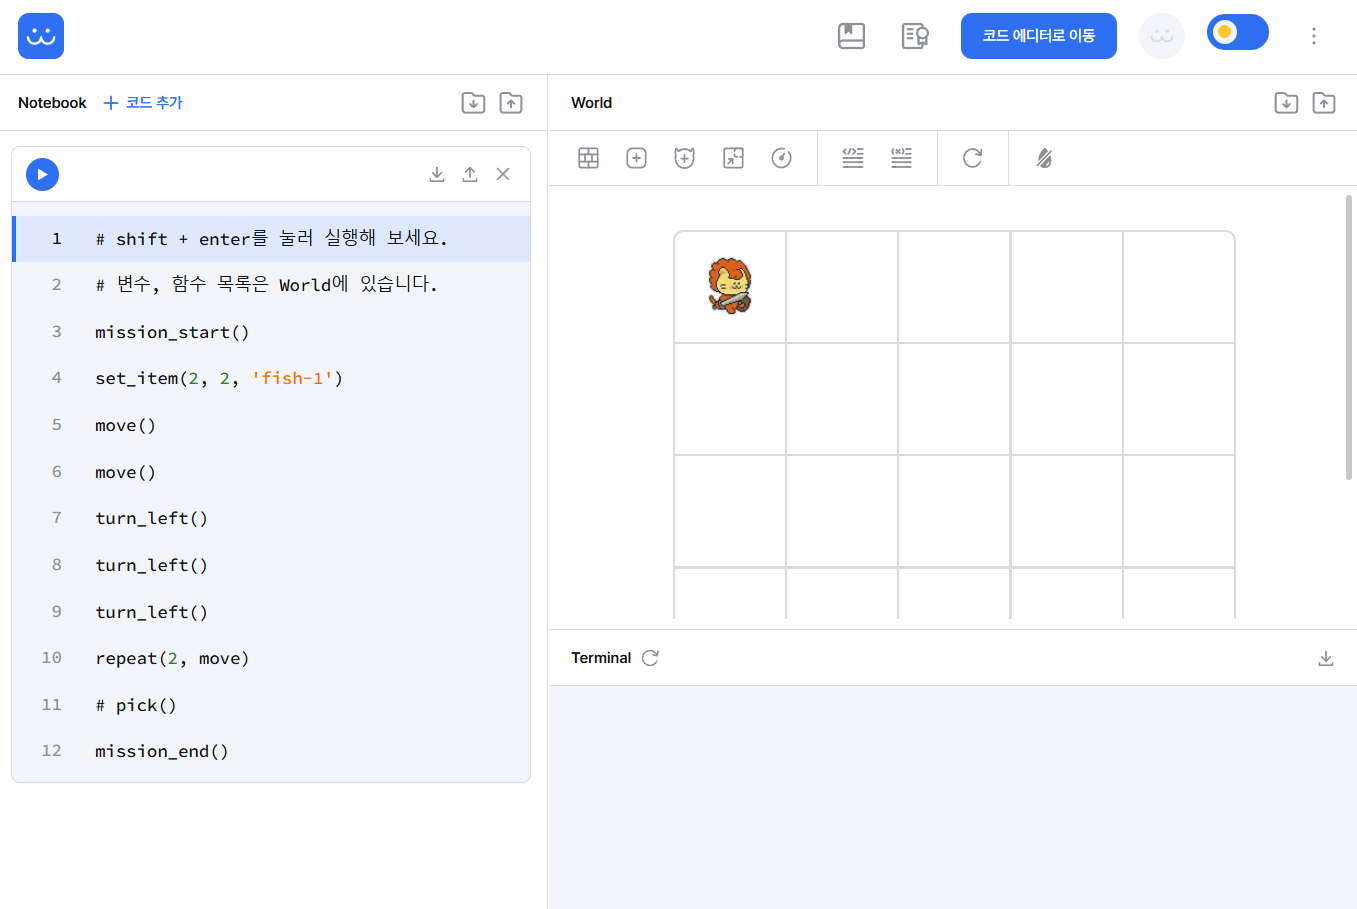 코드 에디터로 이동
Notebook
코드 추가
World
1 # shift + enter를 눌러 실행해 보세요.
2 # 변수, 함수 목록은 World에 있습니다.
3 mission_start()
4 set_item(2, 2, 'fish-1')
5 move()
6 move()
7 turn_left()
8 turn_left()
9 turn_left()
10 repeat(2, move)
11 # pick()
12 mission_end()
Terminal